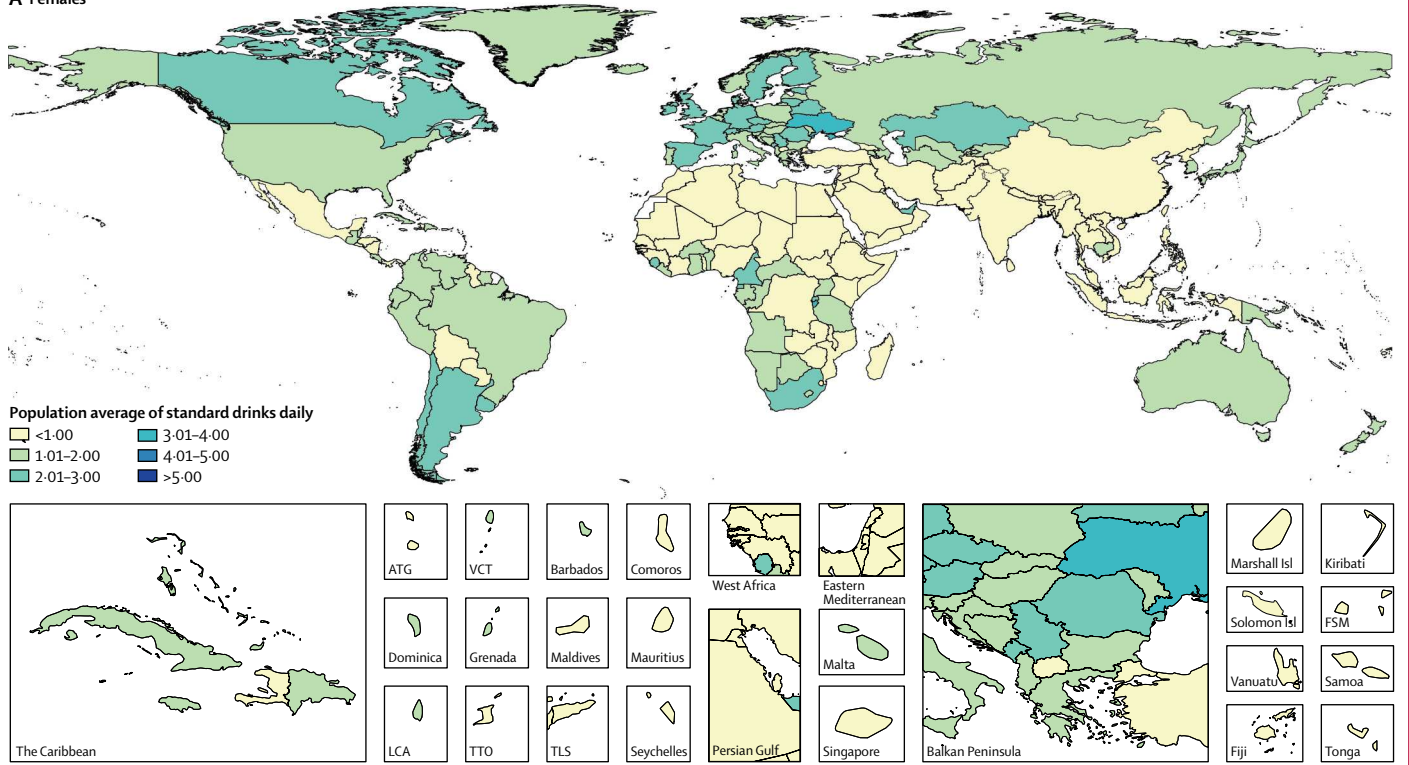 A Females
Population average of standard drinks daily
<1·00
1·01–2·00
2·01–3·00
3·01–4·00
4·01–5·00
>5·00
The Caribbean
ATG
VCT
Barbados
Comoros
Dominica
Grenada
Maldives
Mauritius
LCA
TTO
TLS
Seychelles
West Africa
Eastern
Mediterranean
Persian Gulf
Malta
Singapore
Balkan Peninsula
Marshall Isl
Kiribati
Solomon Isl
FSM
Vanuatu
Samoa
Fiji
Tonga